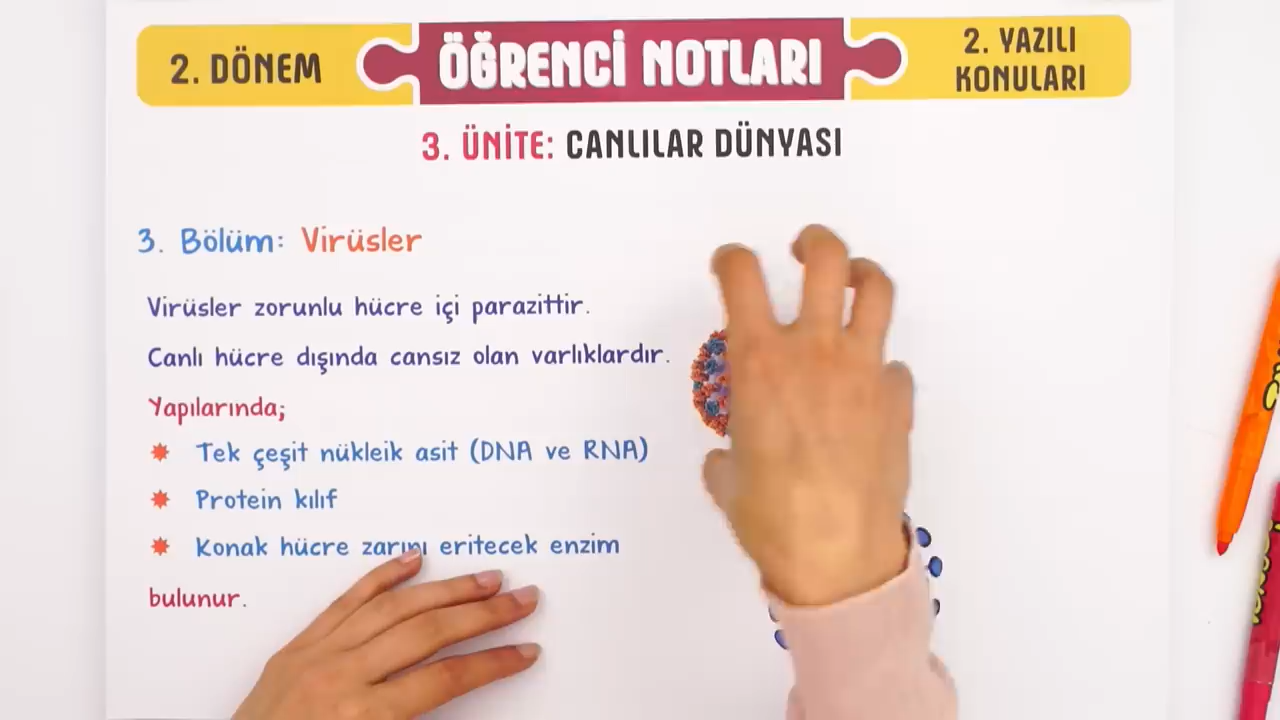 2. DÖNEM
ÖĞRENCİ NOTLARI
2. YAZILI
KONULARI
3. ÜNİTE: CANLILAR DÜNYASI
3. Bölüm: Virüsler
Virüsler zorunlu hücre içi parazittir.
Canlı hücre dışında cansız olan varlıklardır.
Yapılarında;
Tek çeşit nükleik asit (DNA ve RNA)
Protein kılıf
Konak hücre zarını eritecek enzim
bulunur.